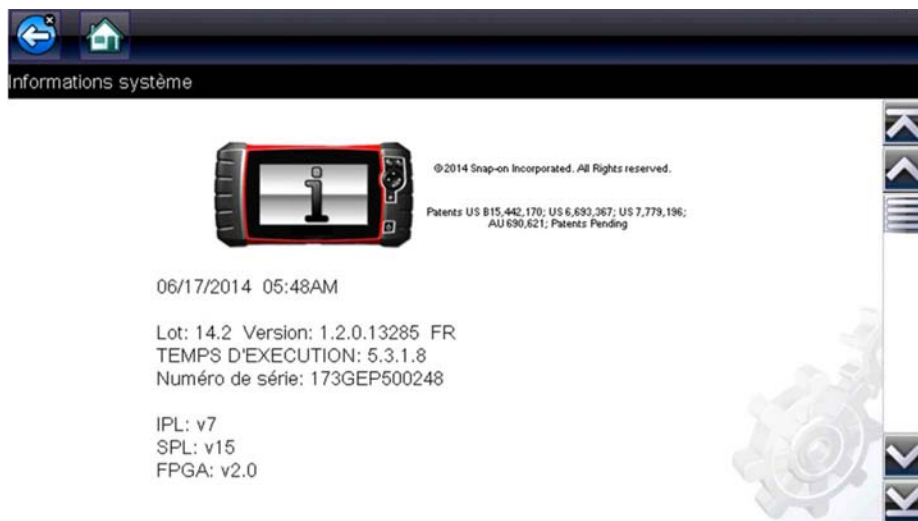 Informations système
©2014 Snap-on Incorporated. All Rights reserved.
Patents US B15,442,170; US 6,693,367; US 7,779,196;
AU 690,621; Patents Pending
06/17/2014 05:48AM
Lot: 14.2 Version: 1.2.0.13285 FR
TEMPS D'EXECUTION: 5.3.1.8
Numéro de série: 173GEP500248
IPL: v7
SPL: v15
FPGA: v2.0